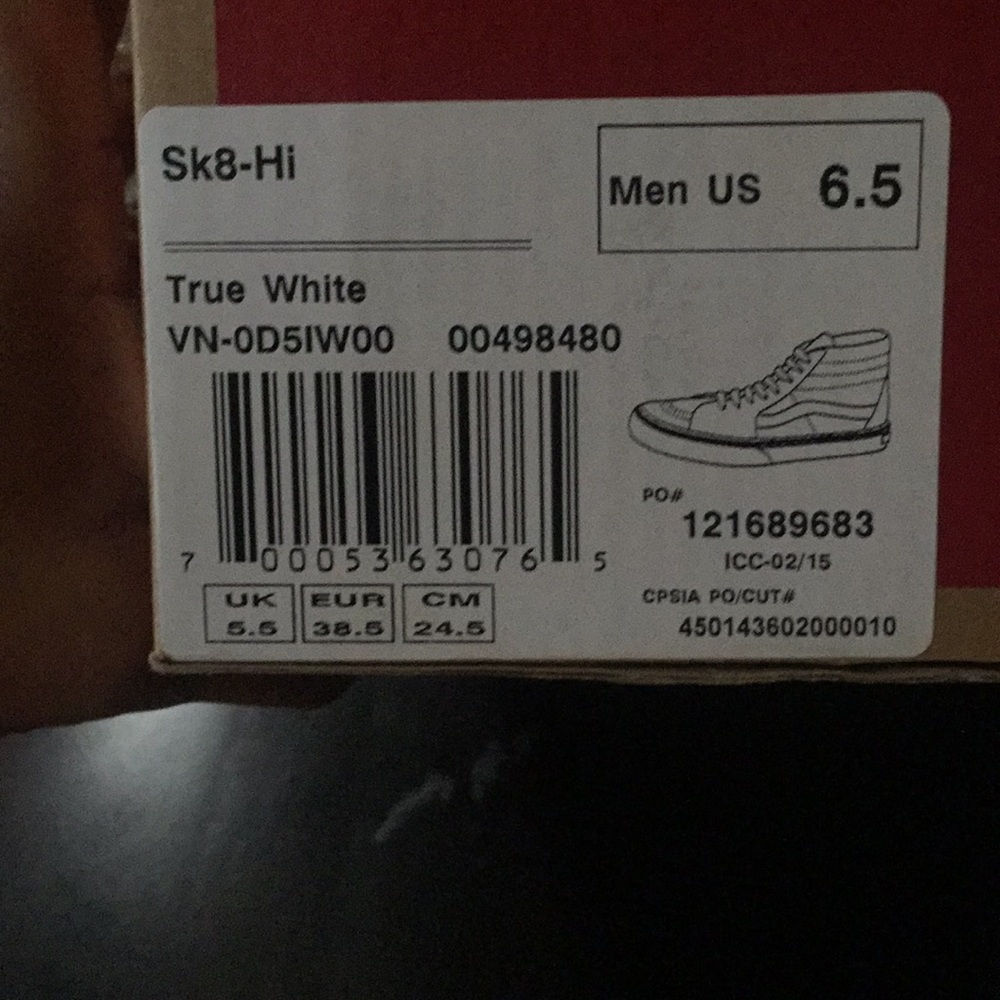 Sk8-Hi
Men US 6.5
True White
VN-0D5IW00 00498480
7 00053 63076 5
UK EUR CM
5.5 38.5 24.5
PO#
121689683
ICC-02/15
CPSIA PO/CUT#
450143602000010